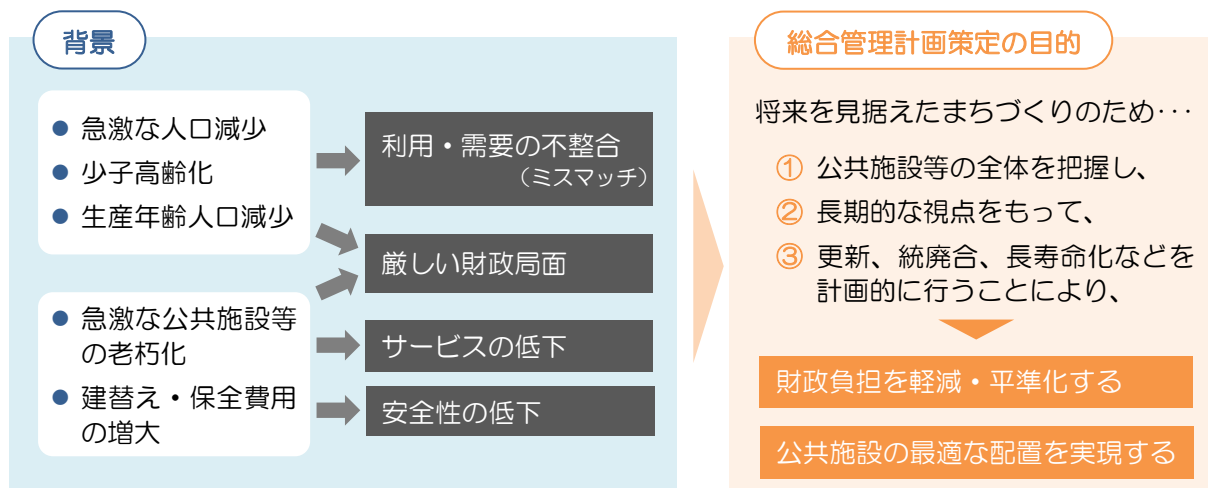 背景
● 急激な人口減少
● 少子高齢化
● 生産年齢人口減少
● 急激な公共施設等
の老朽化
● 建替え・保全費用
の増大
利用・需要の不整合
（ミスマッチ）
厳しい財政局面
サービスの低下
安全性の低下
総合管理計画策定の目的
将来を見据えたまちづくりのため･･･
① 公共施設等の全体を把握し、
② 長期的な視点をもって、
③ 更新、統廃合、長寿命化などを
計画的に行うことにより、
財政負担を軽減・平準化する
公共施設の最適な配置を実現する